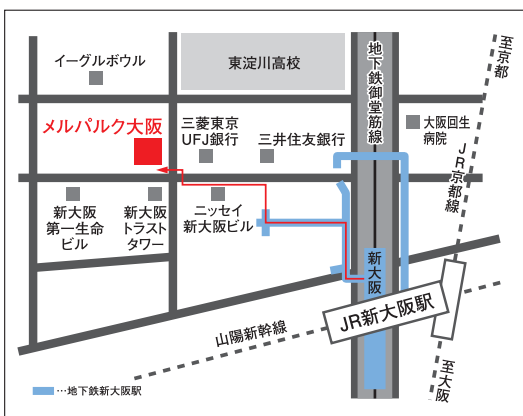 イーグルボウル
東淀川高校
地下鉄御堂筋線
至京都
メルパルク大阪
三菱東京
UFJ銀行
三井住友銀行
大阪回生
病院
JR京都線
新大阪
第一生命
ビル
新大阪
トラスト
タワー
ニッセイ
新大阪ビル
新大阪
JR新大阪駅
山陽新幹線
至大阪
…地下鉄新大阪駅